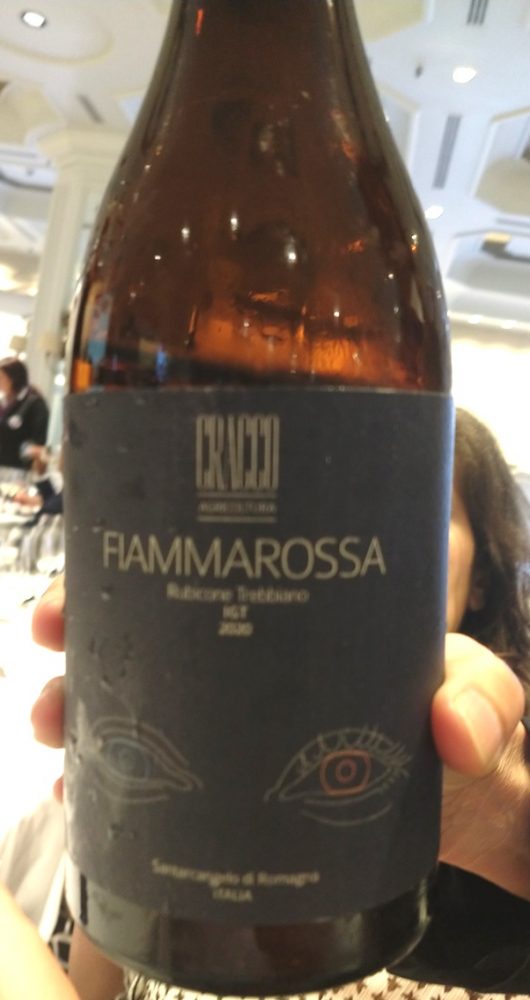 CRACCO
AGRICOLTURA
FIAMMAROSSA
Rubicone Trebbiano
IGT
2020
Santarcangelo di Romagna
ITALIA